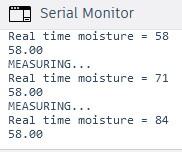 Serial Monitor
Real time moisture = 58
58.00
MEASURING...
Real time moisture = 71
58.00
MEASURING...
Real time moisture = 84
58.00